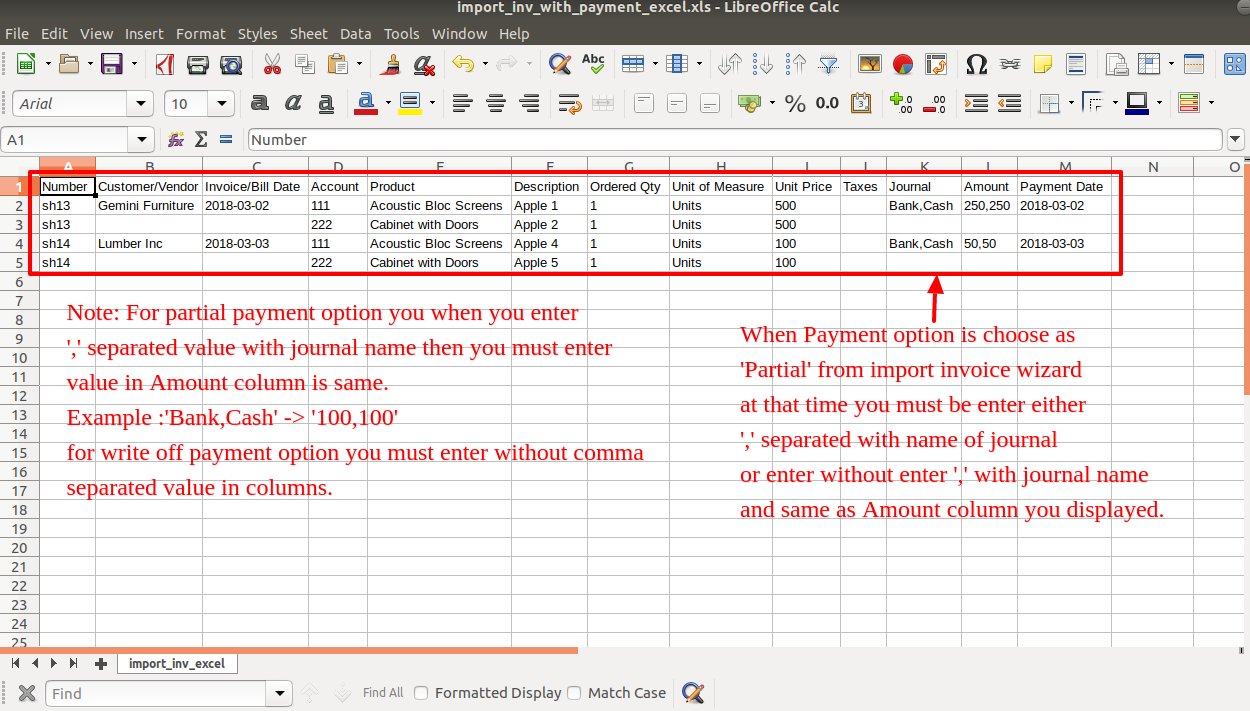 import_inv_with_payment_excel.xls - LibreOffice Calc
File Edit View Insert Format Styles Sheet Data Tools Window Help
Abc
Arial 10 a a a a % 0.0 .00 .00
A1 Σ = Number
A B C D E F G H I J K L M N O
1 Number Customer/Vendor Invoice/Bill Date Account Product Description Ordered Qty Unit of Measure Unit Price Taxes Journal Amount Payment Date
2 sh13 Gemini Furniture 2018-03-02 111 Acoustic Bloc Screens Apple 1 1 Units 500 Bank,Cash 250,250 2018-03-02
3 sh13 222 Cabinet with Doors Apple 2 1 Units 500
4 sh14 Lumber Inc 2018-03-03 111 Acoustic Bloc Screens Apple 4 1 Units 100 Bank,Cash 50,50 2018-03-03
5 sh14 222 Cabinet with Doors Apple 5 1 Units 100
6
7
8
9
10
11
12
13
14
15
16
17
18
19
20
21
22
23
24
25
Note: For partial payment option you when you enter
',' separated value with journal name then you must enter
value in Amount column is same.
Example :'Bank,Cash' -> '100,100'
for write off payment option you must enter without comma
separated value in columns.
When Payment option is choose as
'Partial' from import invoice wizard
at that time you must be enter either
',' separated with name of journal
or enter without enter ',' with journal name
and same as Amount column you displayed.
import_inv_excel
Find Find All Formatted Display Match Case